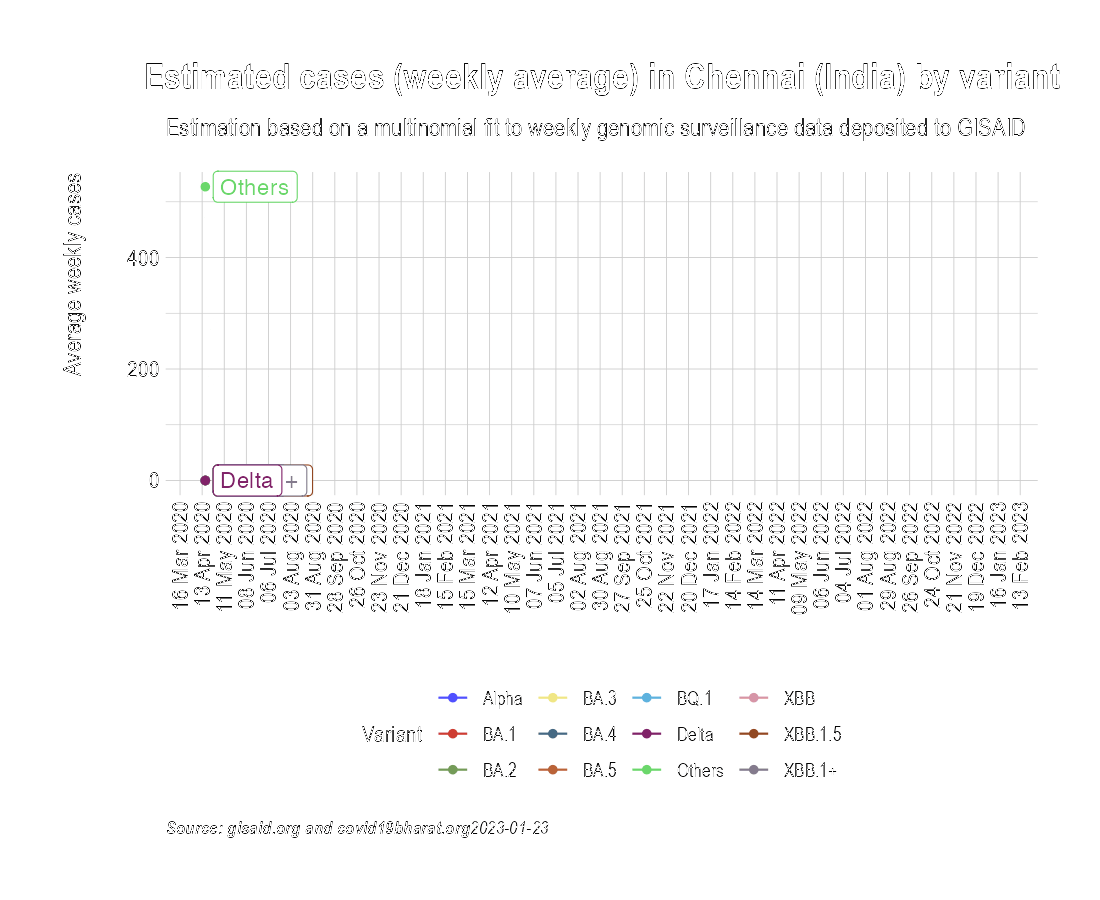 Estimated cases (weekly average) in Chennai (India) by variant
Estimation based on a multinomial fit to weekly genomic surveillance data deposited to GISAID
Average weekly cases
Others
400
200
0
Delta
+
16 Mar 2020
13 Apr 2020
11 May 2020
08 Jun 2020
06 Jul 2020
03 Aug 2020
31 Aug 2020
28 Sep 2020
26 Oct 2020
23 Nov 2020
21 Dec 2020
18 Jan 2021
15 Feb 2021
15 Mar 2021
12 Apr 2021
10 May 2021
07 Jun 2021
05 Jul 2021
02 Aug 2021
30 Aug 2021
27 Sep 2021
25 Oct 2021
22 Nov 2021
20 Dec 2021
17 Jan 2022
14 Feb 2022
14 Mar 2022
11 Apr 2022
09 May 2022
06 Jun 2022
04 Jul 2022
01 Aug 2022
29 Aug 2022
26 Sep 2022
24 Oct 2022
21 Nov 2022
19 Dec 2022
16 Jan 2023
13 Feb 2023
Variant
Alpha BA.3 BQ.1 XBB
BA.1 BA.4 Delta XBB.1.5
BA.2 BA.5 Others XBB.1+
Source: gisaid.org and covid19bharat.org2023-01-23